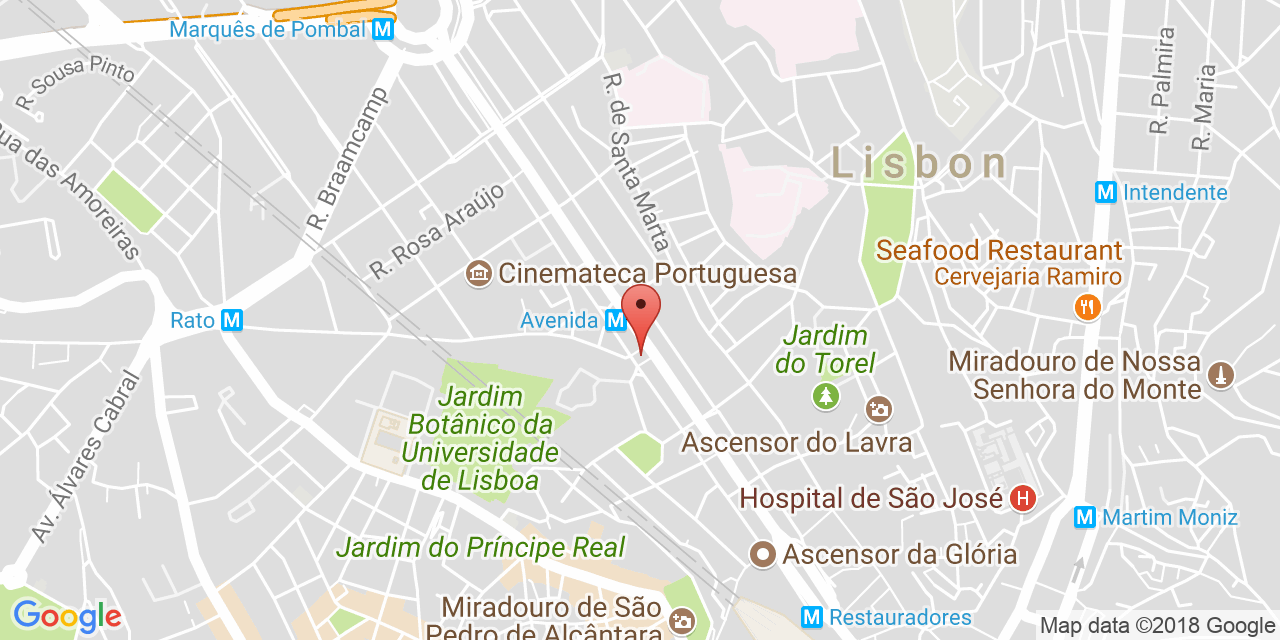 Marquês de Pombal M
R. Sousa Pinto
Rua das Amoreiras
R. Braamcamp
R. Rosa Araújo
R. de Santa Marta
R. Palmira
R. Maria
Lisbon
M Intendente
Seafood Restaurant
Cervejaria Ramiro
Cinemateca Portuguesa
Rato M
Avenida M
Jardim
do Torel
Miradouro de Nossa
Senhora do Monte
Av. Álvares Cabral
Jardim
Botânico da
Universidade
de Lisboa
Ascensor do Lavra
Hospital de São José H
M Martim Moniz
Jardim do Príncipe Real
Ascensor da Glória
Miradouro de São
Pedro de Alcântara
M Restauradores
Google
Map data ©2018 Google